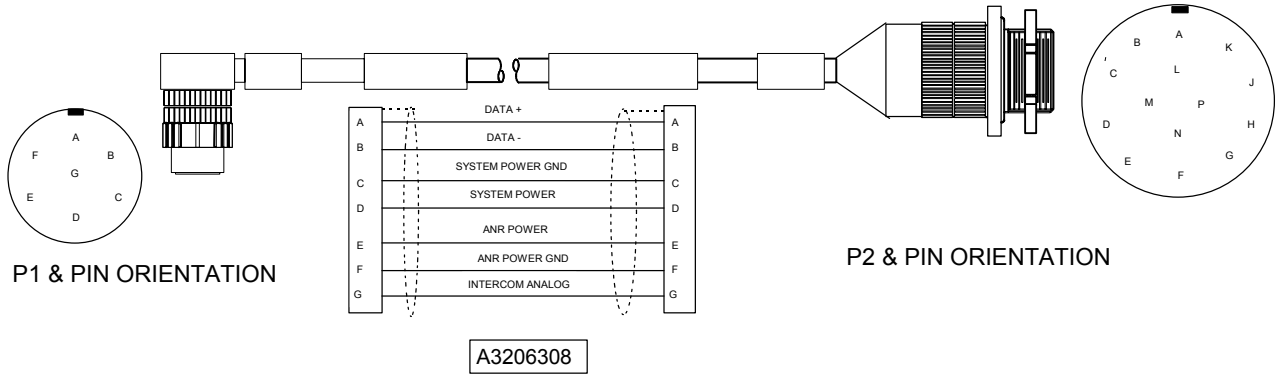 A
F
B
G
E
C
D
P1 & PIN ORIENTATION
A DATA + A
B DATA - B
SYSTEM POWER GND
C C
SYSTEM POWER
D D
ANR POWER
E E
ANR POWER GND
F F
INTERCOM ANALOG
G G
A3206308
A
B
K
L
C
J
M
P
D
H
N
E
G
F
P2 & PIN ORIENTATION